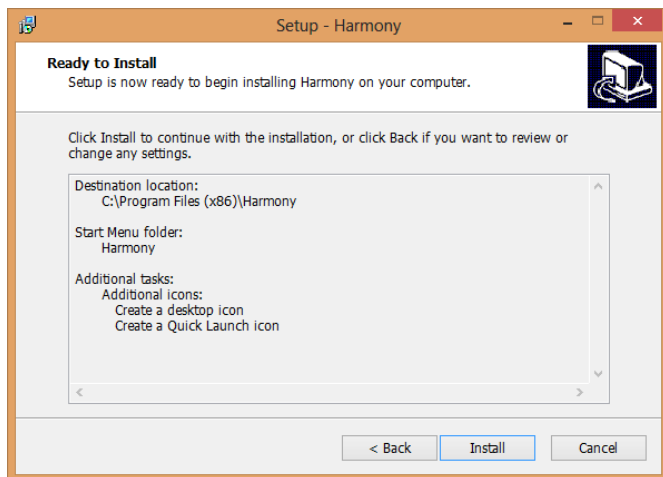 Setup - Harmony
Ready to Install
Setup is now ready to begin installing Harmony on your computer.
Click Install to continue with the installation, or click Back if you want to review or
change any settings.
Destination location:
C:\Program Files (x86)\Harmony
Start Menu folder:
Harmony
Additional tasks:
Additional icons:
Create a desktop icon
Create a Quick Launch icon
< Back
Install
Cancel